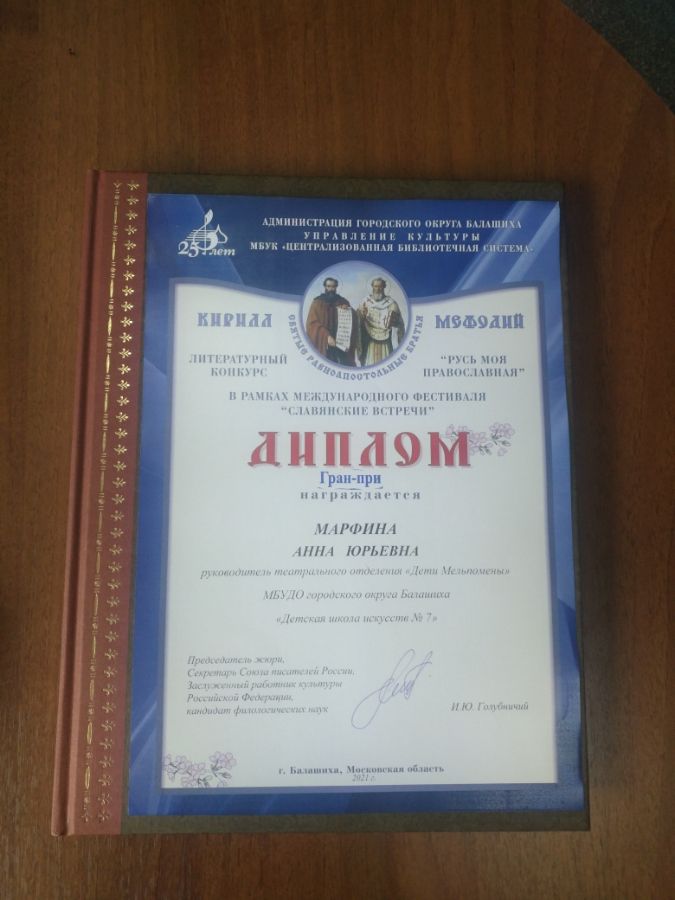 25 лет
АДМИНИСТРАЦИЯ ГОРОДСКОГО ОКРУГА БАЛАШИХА
УПРАВЛЕНИЕ КУЛЬТУРЫ
МБУК «ЦЕНТРАЛИЗОВАННАЯ БИБЛИОТЕЧНАЯ СИСТЕМА»
КИРИЛЛ
МЕФОДИЙ
СВЯТЫЕ РАВНОАПОСТОЛЬНЫЕ БРАТЬЯ
ЛИТЕРАТУРНЫЙ
КОНКУРС
"РУСЬ МОЯ
ПРАВОСЛАВНАЯ"
В РАМКАХ МЕЖДУНАРОДНОГО ФЕСТИВАЛЯ
"СЛАВЯНСКИЕ ВСТРЕЧИ"
ДИПЛОМ
Гран-при
награждается
МАРФИНА
АННА ЮРЬЕВНА
руководитель театрального отделения «Дети Мельпомены»
МБУДО городского округа Балашиха
«Детская школа искусств № 7»
Председатель жюри,
Секретарь Союза писателей России,
Заслуженный работник культуры
Российской Федерации,
кандидат филологических наук
И.Ю. Голубничий
г. Балашиха, Московская область
2021 г.